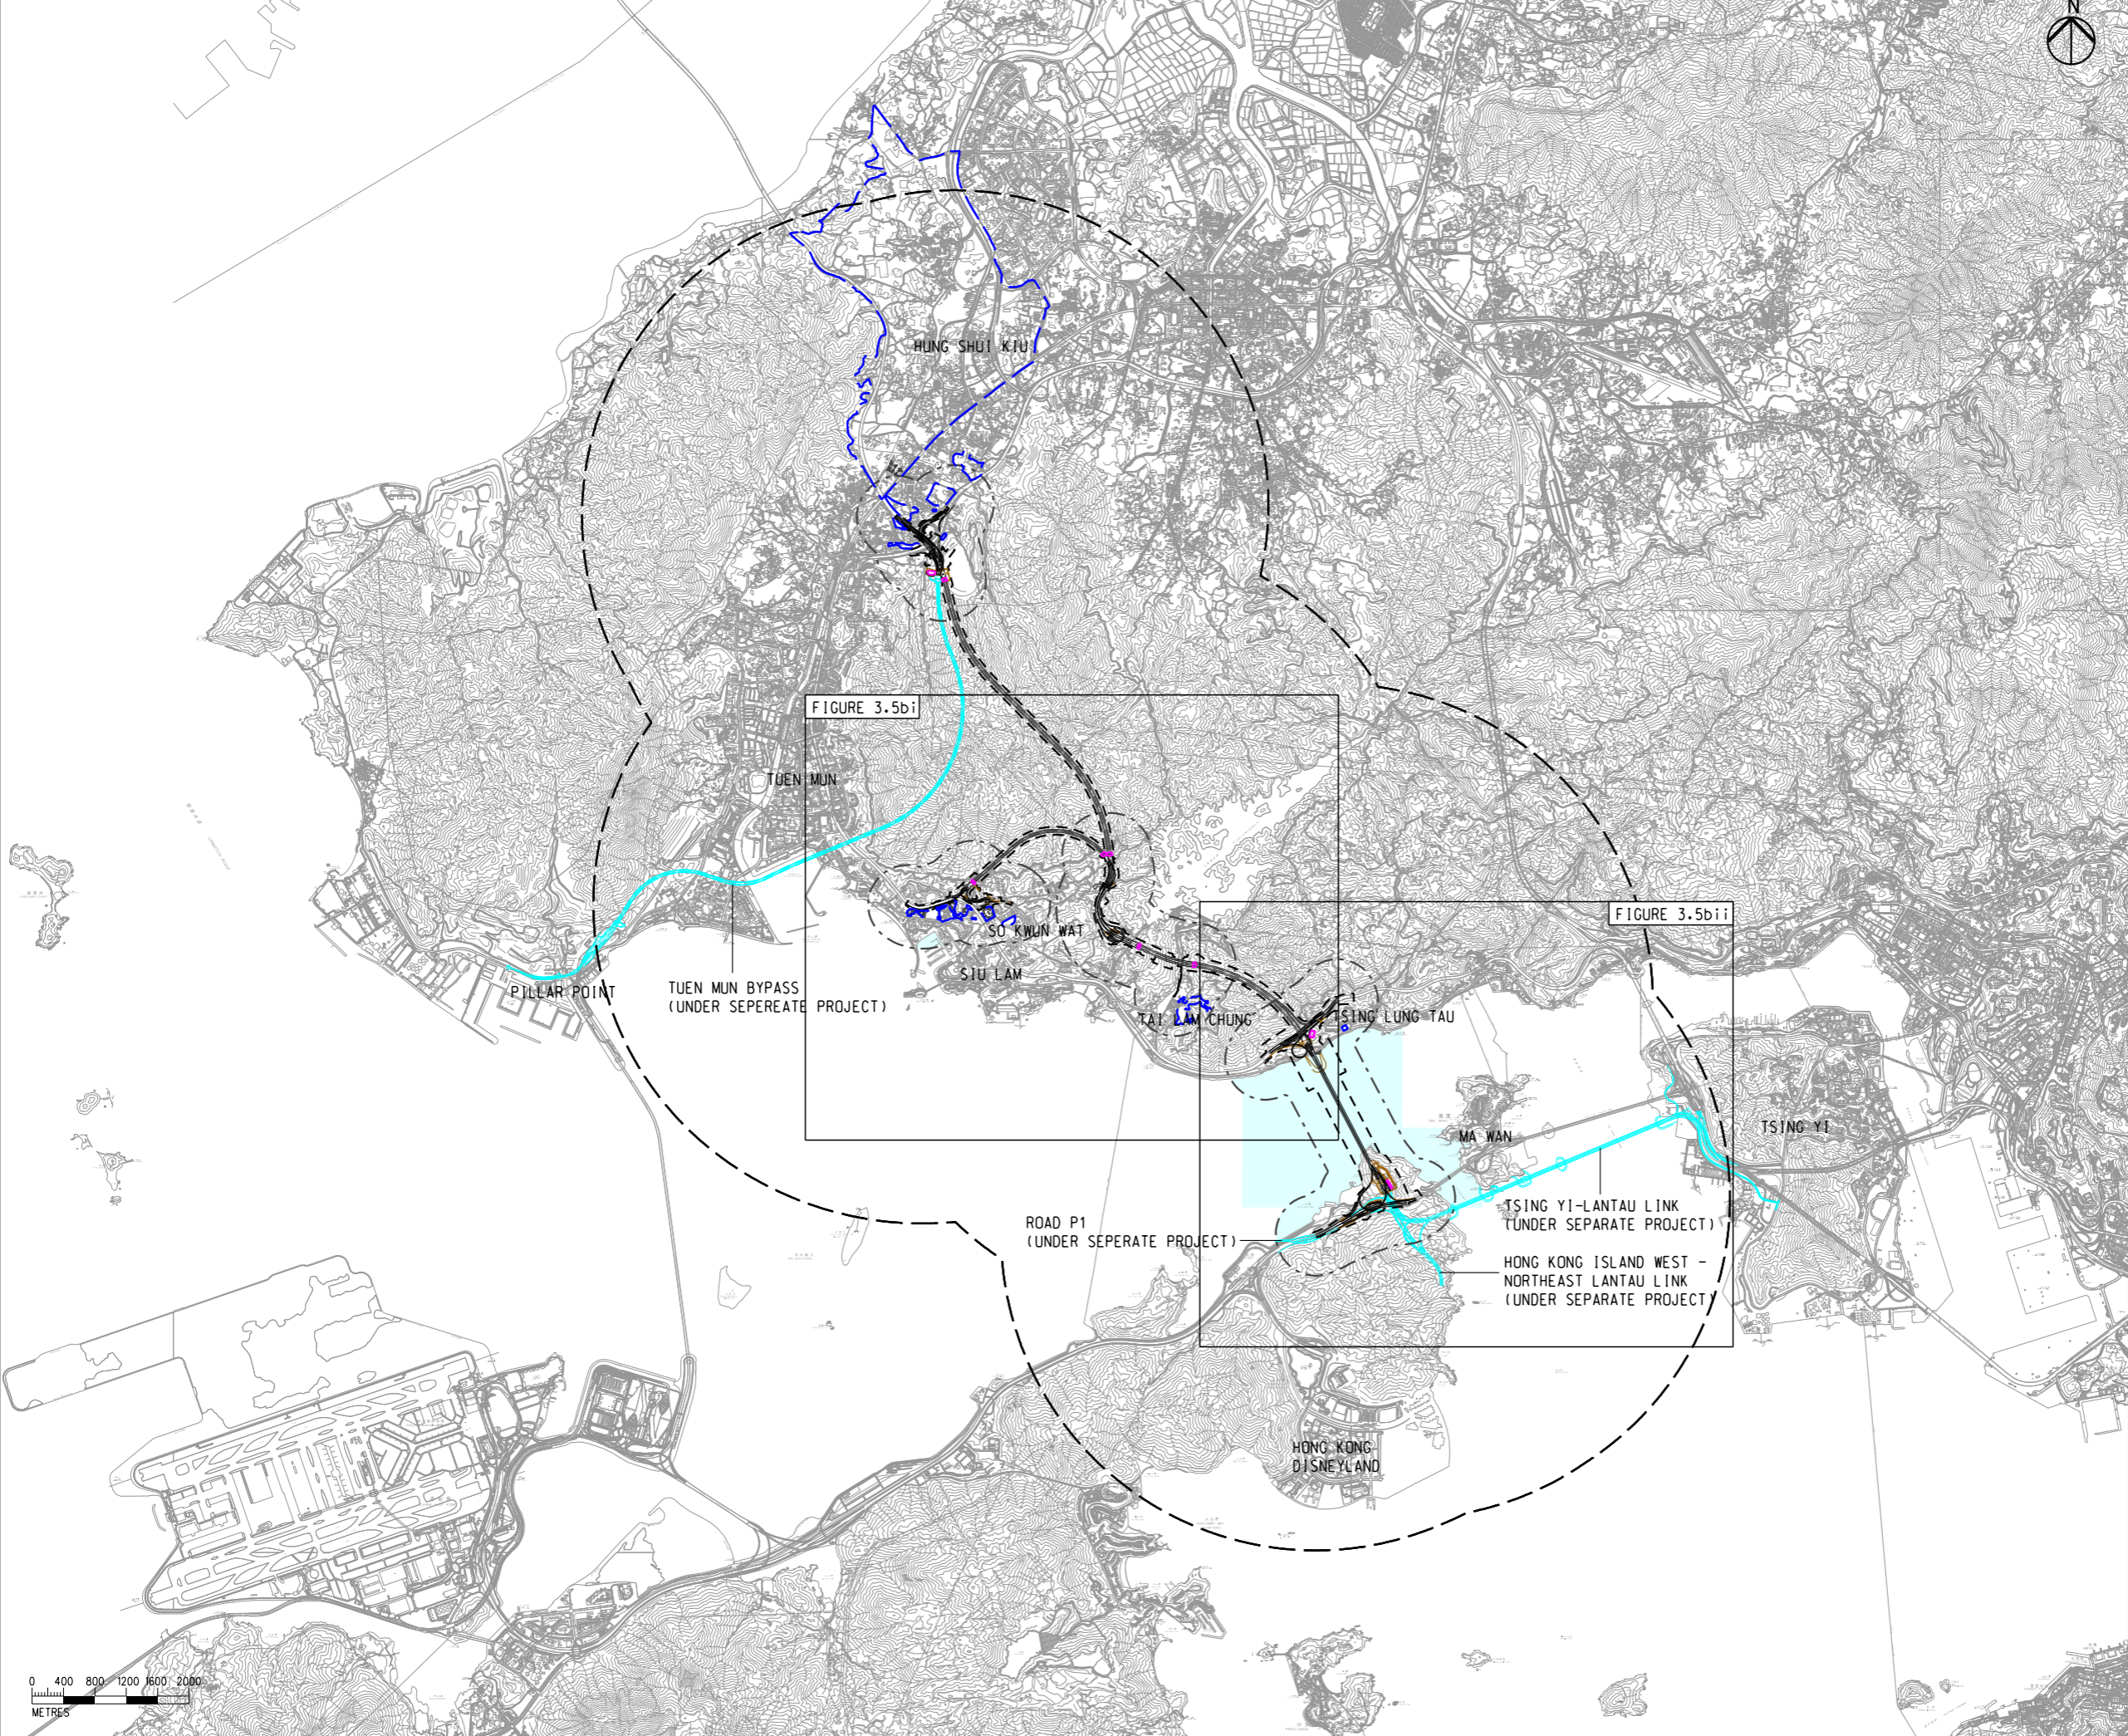 N
HUNG SHUI KIU
FIGURE 3.5bi
TUEN MUN
FIGURE 3.5bii
SO KWUN WAT
SIU LAM
PILLAR POINT
TUEN MUN BYPASS
(UNDER SEPEREATE PROJECT)
TAI LAM CHUNG
TSING LUNG TAU
MA WAN
TSING YI
TSING YI-LANTAU LINK
(UNDER SEPARATE PROJECT)
ROAD P1
(UNDER SEPERATE PROJECT)
HONG KONG ISLAND WEST -
NORTHEAST LANTAU LINK
(UNDER SEPARATE PROJECT)
HONG KONG
DISNEYLAND
0 400 800 1200 1600 2000
METRES